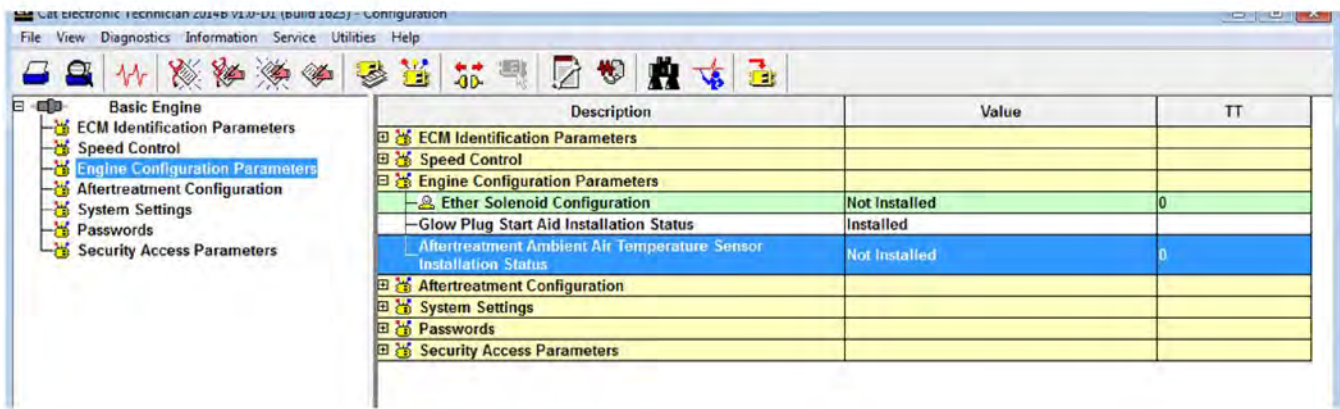 Cat Electronic Technician 2014B v1.0-D1 (Build 1623) - Configuration
File View Diagnostics Information Service Utilities Help
Basic Engine
ECM Identification Parameters
Speed Control
Engine Configuration Parameters
Aftertreatment Configuration
System Settings
Passwords
Security Access Parameters
Description Value TT
ECM Identification Parameters
Speed Control
Engine Configuration Parameters
Ether Solenoid Configuration Not Installed 0
Glow Plug Start Aid Installation Status Installed
Aftertreatment Ambient Air Temperature Sensor
Installation Status Not Installed 0
Aftertreatment Configuration
System Settings
Passwords
Security Access Parameters